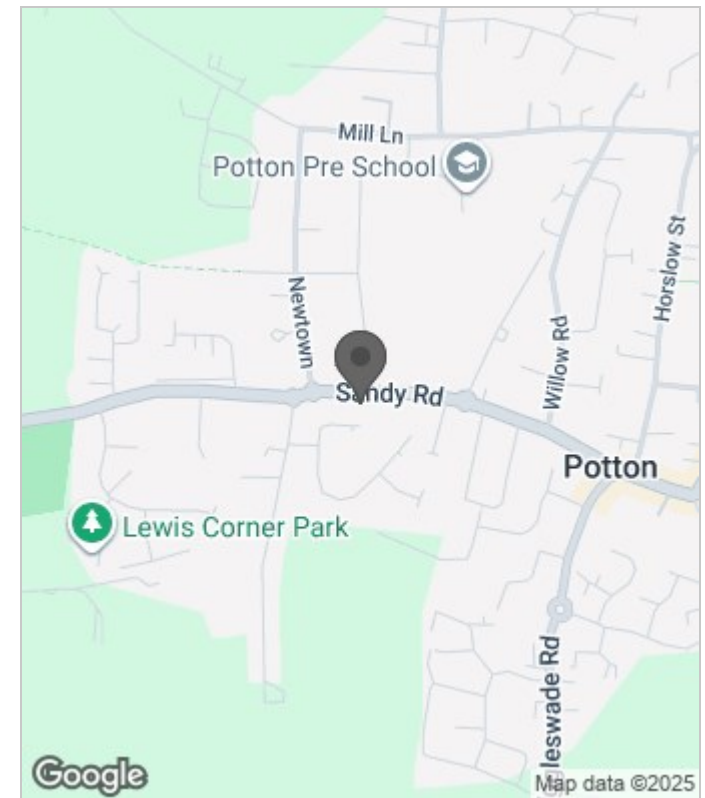 Mill Ln
Potton Pre School
Horslow St
Newtown
Willow Rd
Sandy Rd
Potton
Lewis Corner Park
leswade Rd
Google
Map data ©2025